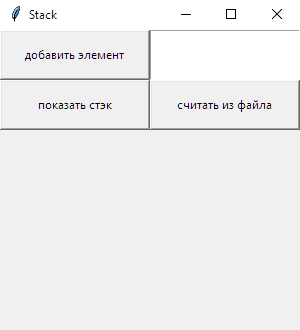 Stack
добавить элемент
показать стэк
считать из файла